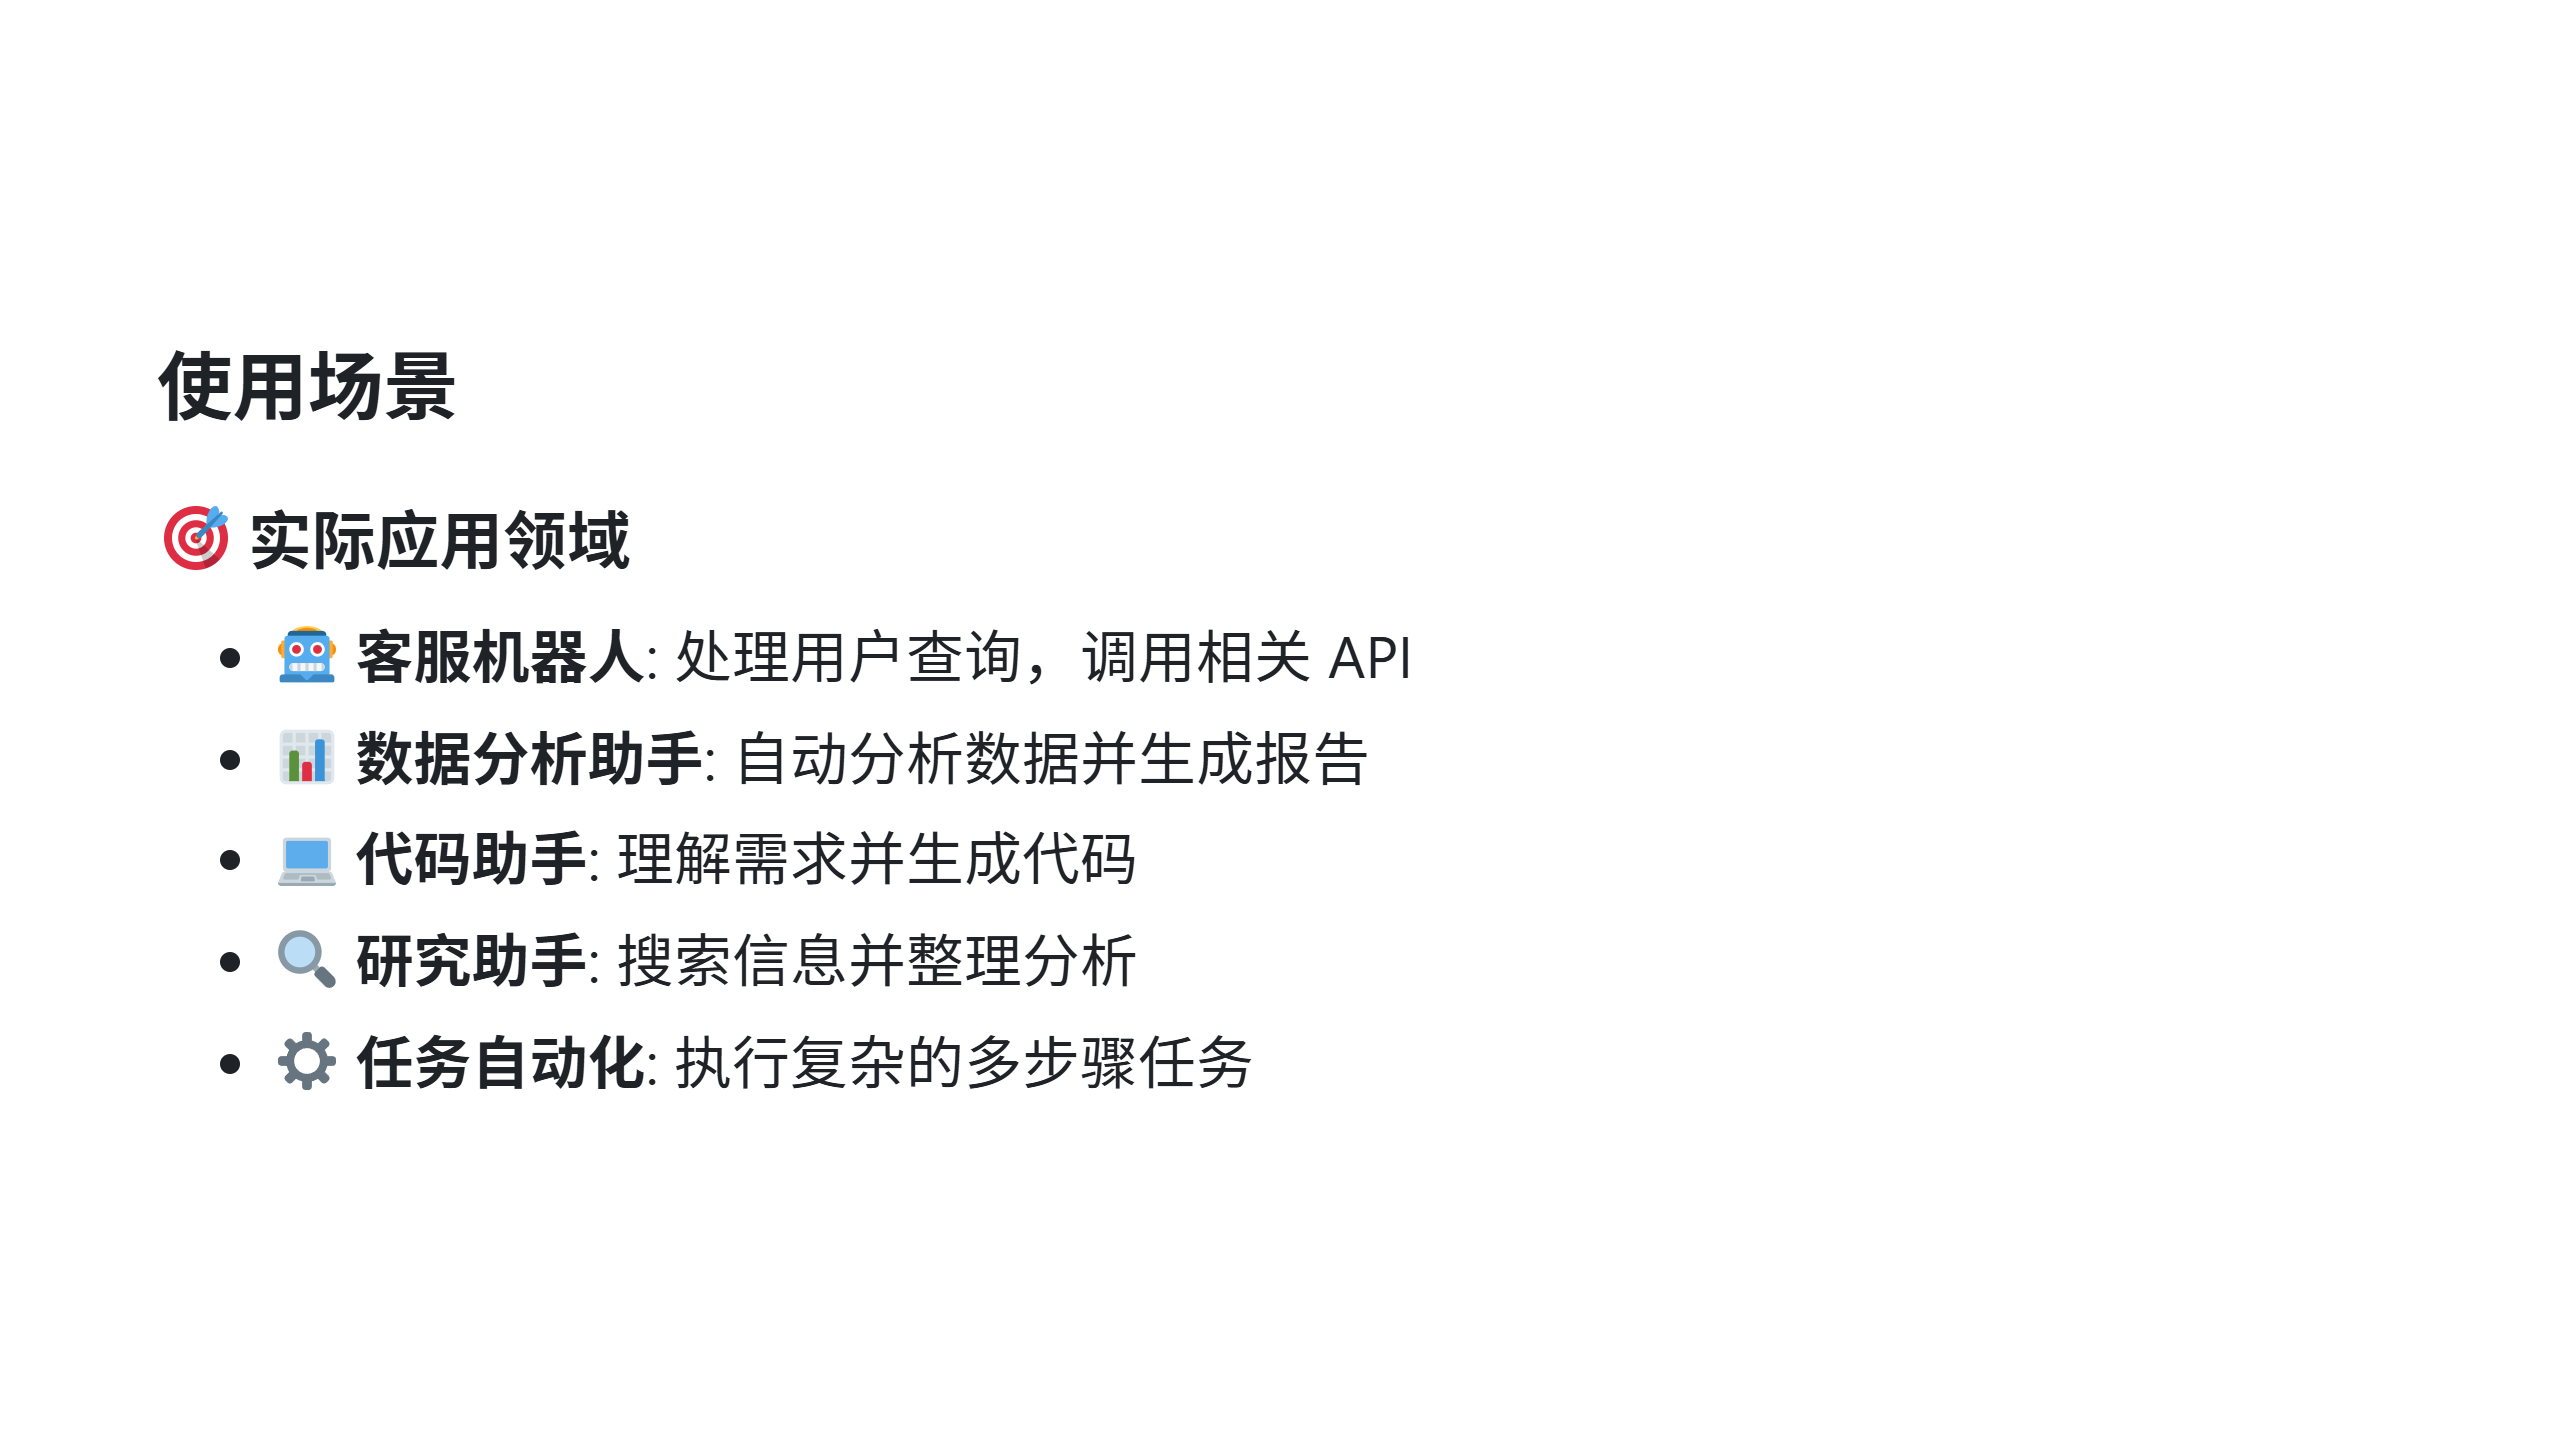 使用场景
🎯 实际应用领域
• 🤖 客服机器人: 处理用户查询，调用相关 API
• 📊 数据分析助手: 自动分析数据并生成报告
• 💻 代码助手: 理解需求并生成代码
• 🔍 研究助手: 搜索信息并整理分析
• ⚙️ 任务自动化: 执行复杂的多步骤任务